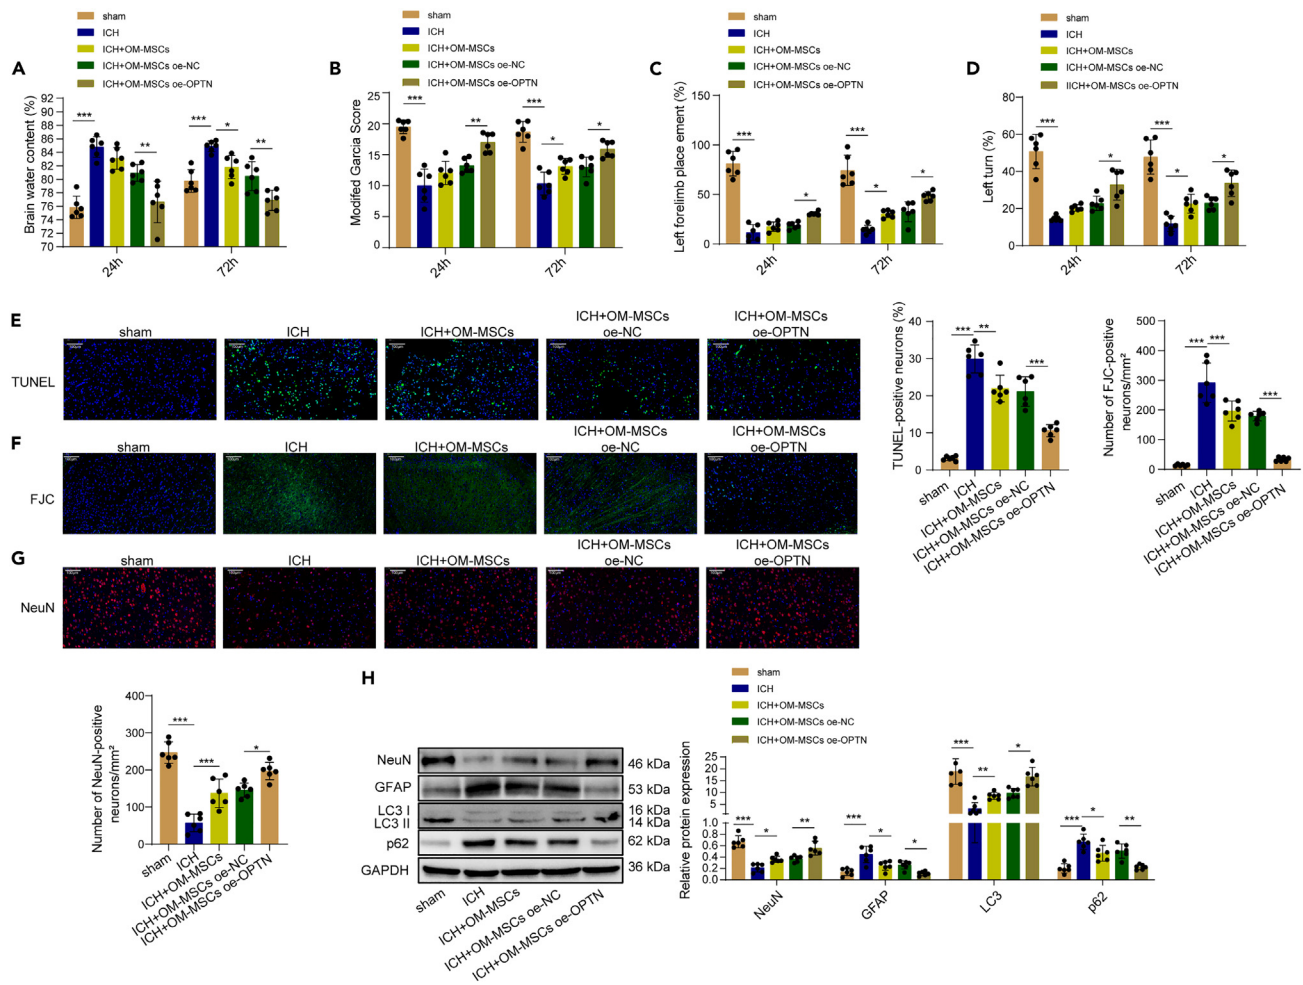 A
sham
ICH
ICH+OM-MSCs
ICH+OM-MSCs oe-NC
ICH+OM-MSCs oe-OPTN
Brain water content (%)
92
90
88
86
84
82
80
78
76
74
72
70
***
**
***
*
**
24h
72h
B
sham
ICH
ICH+OM-MSCs
ICH+OM-MSCs oe-NC
ICH+OM-MSCs oe-OPTN
Modifed Garcia Score
25
20
15
10
5
0
***
**
***
*
*
24h
72h
C
sham
ICH
ICH+OM-MSCs
ICH+OM-MSCs oe-NC
ICH+OM-MSCs oe-OPTN
Left forelimb place ement (%)
150
100
50
0
***
*
***
*
*
24h
72h
D
sham
ICH
ICH+OM-MSCs
ICH+OM-MSCs oe-NC
IICH+OM-MSCs oe-OPTN
Left turn (%)
80
60
40
20
0
***
*
***
*
*
24h
72h
E
sham
ICH
ICH+OM-MSCs
ICH+OM-MSCs
oe-NC
ICH+OM-MSCs
oe-OPTN
TUNEL
100μm
100μm
100μm
100μm
100μm
TUNEL-positive neurons (%)
40
30
20
10
0
***
**
***
sham
ICH
ICH+OM-MSCs
ICH+OM-MSCs oe-NC
ICH+OM-MSCs oe-OPTN
Number of FJC-positive
neurons/mm²
500
400
300
200
100
0
***
***
***
sham
ICH
ICH+OM-MSCs
ICH+OM-MSCs oe-NC
ICH+OM-MSCs oe-OPTN
F
sham
ICH
ICH+OM-MSCs
ICH+OM-MSCs
oe-NC
ICH+OM-MSCs
oe-OPTN
FJC
100μm
100μm
100μm
100μm
100μm
G
sham
ICH
ICH+OM-MSCs
ICH+OM-MSCs
oe-NC
ICH+OM-MSCs
oe-OPTN
NeuN
100μm
100μm
100μm
100μm
100μm
Number of NeuN-positive
neurons/mm²
400
300
200
100
0
***
***
*
sham
ICH
ICH+OM-MSCs
ICH+OM-MSCs oe-NC
ICH+OM-MSCs oe-OPTN
H
NeuN
46 kDa
GFAP
53 kDa
LC3 I
16 kDa
LC3 II
14 kDa
p62
62 kDa
GAPDH
36 kDa
sham
ICH
ICH+OM-MSCs
ICH+OM-MSCs oe-NC
ICH+OM-MSCs oe-OPTN
sham
ICH
ICH+OM-MSCs
ICH+OM-MSCs oe-NC
ICH+OM-MSCs oe-OPTN
Relative protein expression
25
20
15
10
5
1.0
0.8
0.6
0.4
0.2
0.0
***
*
**
***
*
*
***
**
*
***
*
**
NeuN
GFAP
LC3
p62